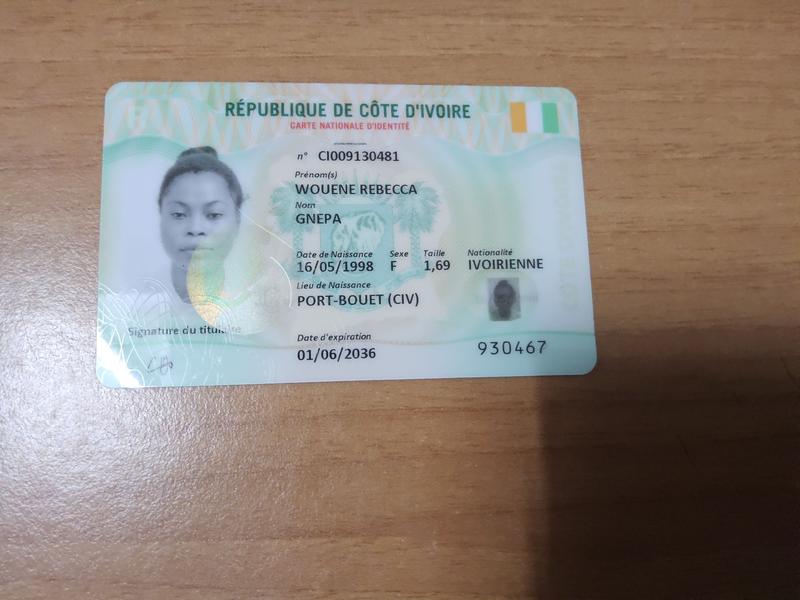 RÉPUBLIQUE DE CÔTE D'IVOIRE
CARTE NATIONALE D'IDENTITÉ
n° CI009130481
Prénom(s)
WOUENE REBECCA
Nom
GNEPA
Date de Naissance Sexe Taille Nationalité
16/05/1998 F 1,69 IVOIRIENNE
Lieu de Naissance
PORT-BOUET (CIV)
Signature du titulaire
Date d'expiration
01/06/2036
930467